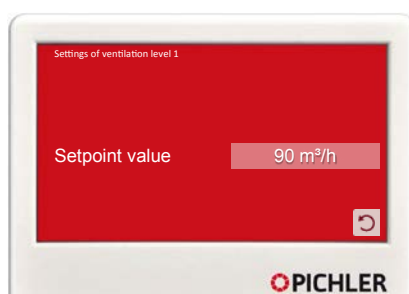 Settings of ventilation level 1
Setpoint value 90 m³/h
PICHLER